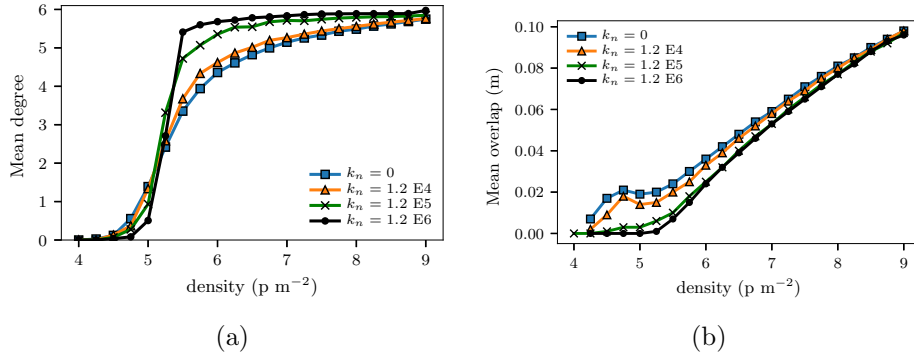 6
5
4
3
2
1
0
Mean degree
k_n = 0
k_n = 1.2 E4
k_n = 1.2 E5
k_n = 1.2 E6
4 5 6 7 8 9
density (p m⁻²)
(a)
0.10
0.08
0.06
0.04
0.02
0.00
Mean overlap (m)
k_n = 0
k_n = 1.2 E4
k_n = 1.2 E5
k_n = 1.2 E6
4 5 6 7 8 9
density (p m⁻²)
(b)